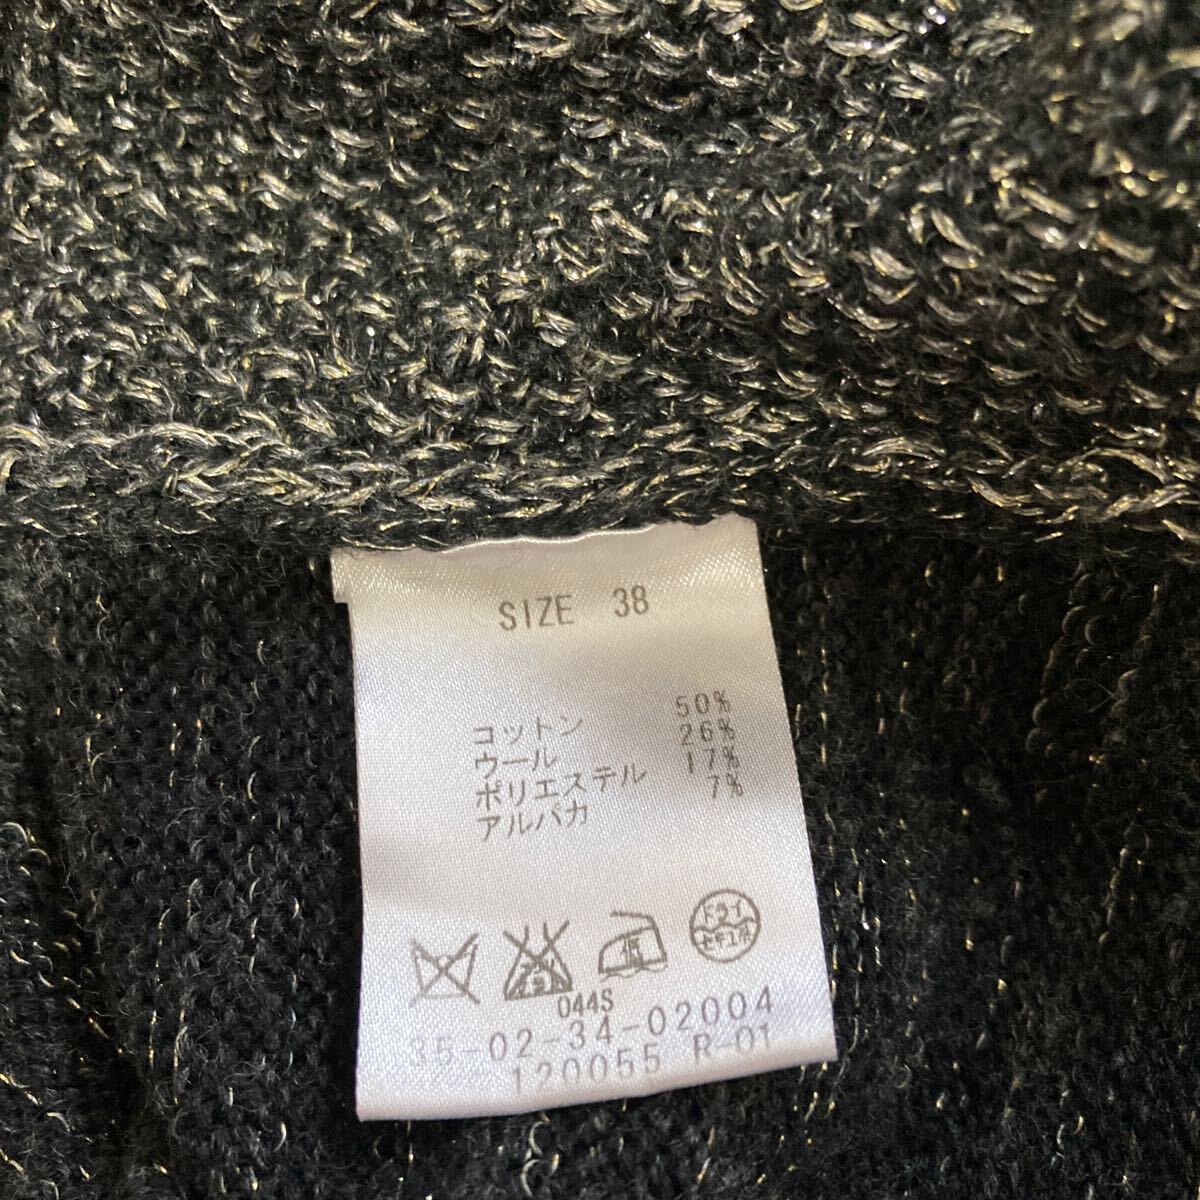 SIZE 38
コットン 50%
ウール 26%
ポリエステル 17%
アルパカ 7%
ドライ
セキユ系
044S
35-02-34-02004
120055 R-01